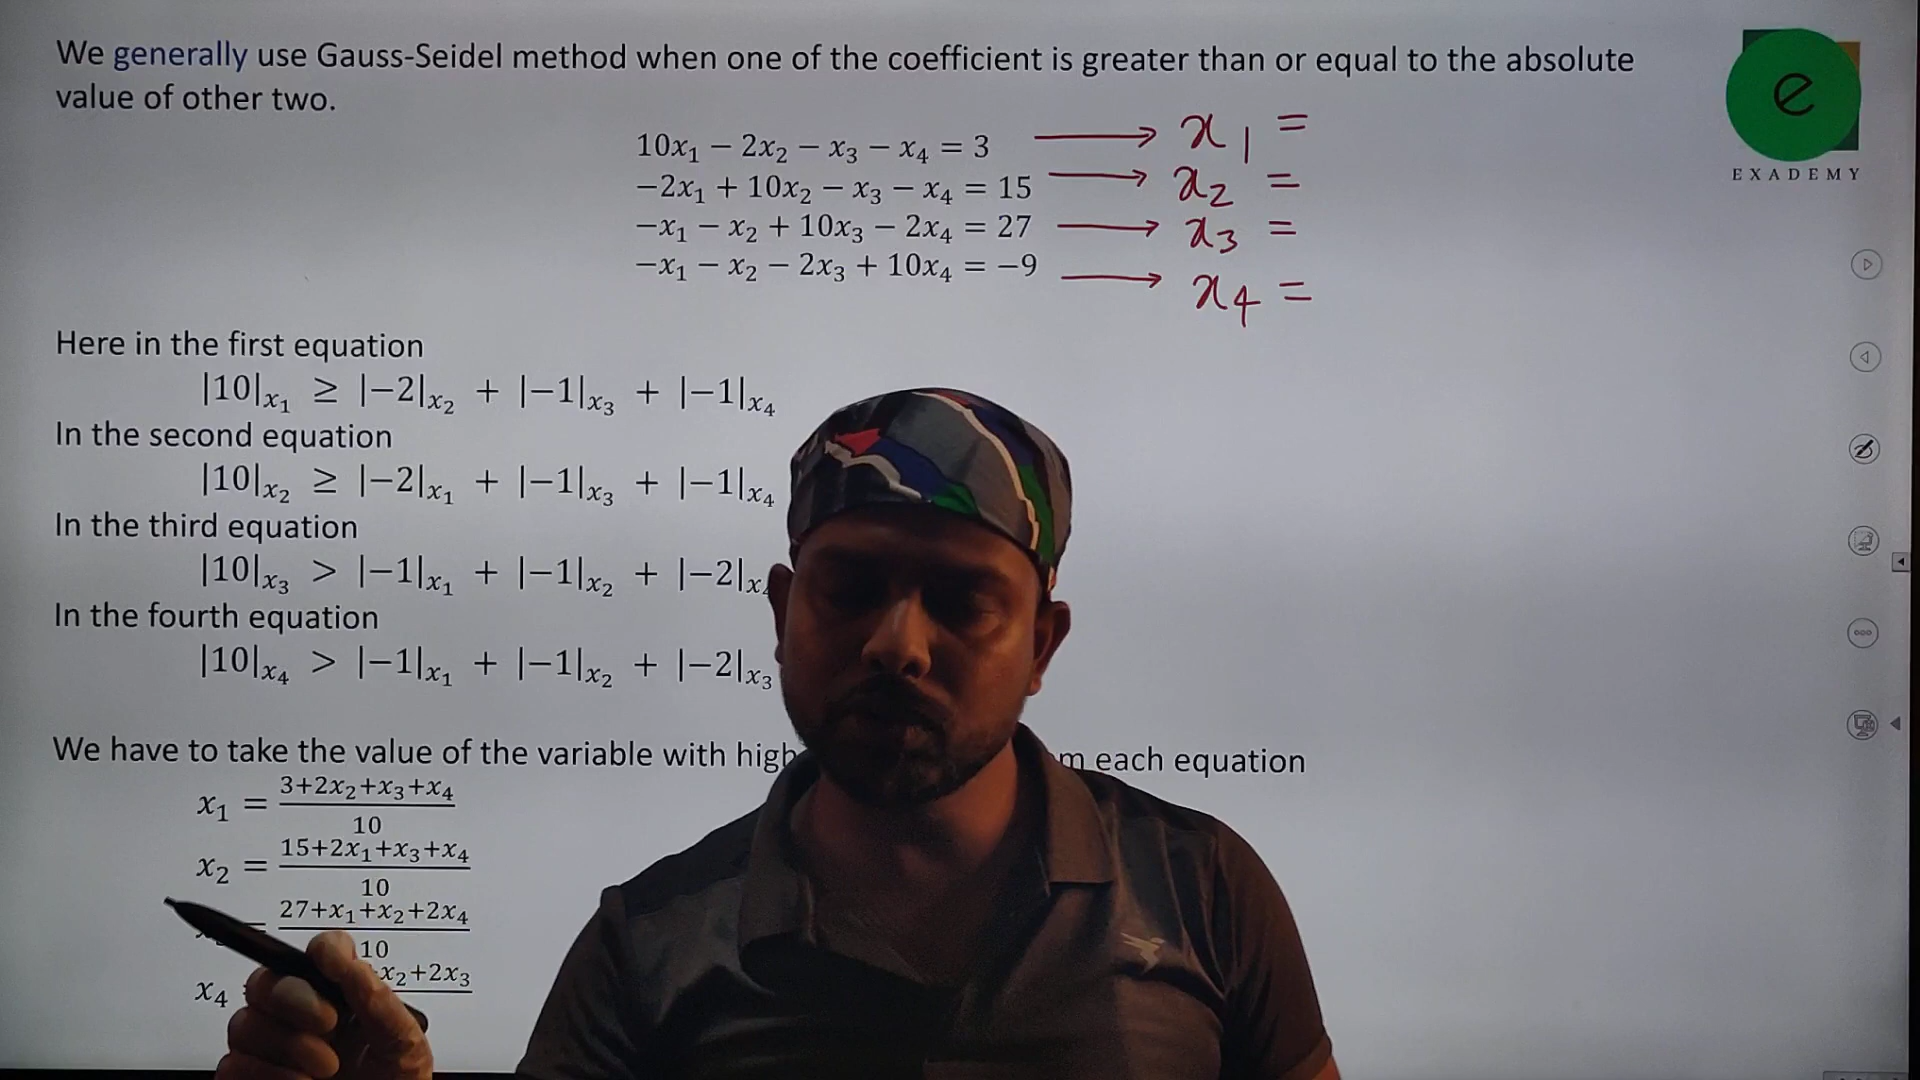 We generally use Gauss-Seidel method when one of the coefficient is greater than or equal to the absolute
value of other two.
10x₁ − 2x₂ − x₃ − x₄ = 3 ⟶ x₁ =
−2x₁ + 10x₂ − x₃ − x₄ = 15 ⟶ x₂ =
−x₁ − x₂ + 10x₃ − 2x₄ = 27 ⟶ x₃ =
−x₁ − x₂ − 2x₃ + 10x₄ = −9 ⟶ x₄ =
e
EXADEMY
Here in the first equation
|10|x₁ ≥ |−2|x₂ + |−1|x₃ + |−1|x₄
In the second equation
|10|x₂ ≥ |−2|x₁ + |−1|x₃ + |−1|x₄
In the third equation
|10|x₃ > |−1|x₁ + |−1|x₂ + |−2|x
In the fourth equation
|10|x₄ > |−1|x₁ + |−1|x₂ + |−2|x₃
We have to take the value of the variable with each equation
x₁ = 3+2x₂+x₃+x₄
10
x₂ = 15+2x₁+x₃+x₄
10
= 27+x₁+x₂+2x₄
10
x₄ x₂+2x₃